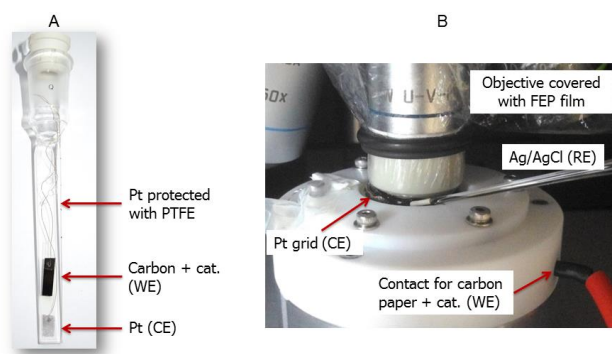 A
B
Pt protected
with PTFE
Carbon + cat.
(WE)
Pt (CE)
Objective covered
with FEP film
Ag/AgCl (RE)
Pt grid (CE)
Contact for carbon
paper + cat. (WE)
60x
U-V